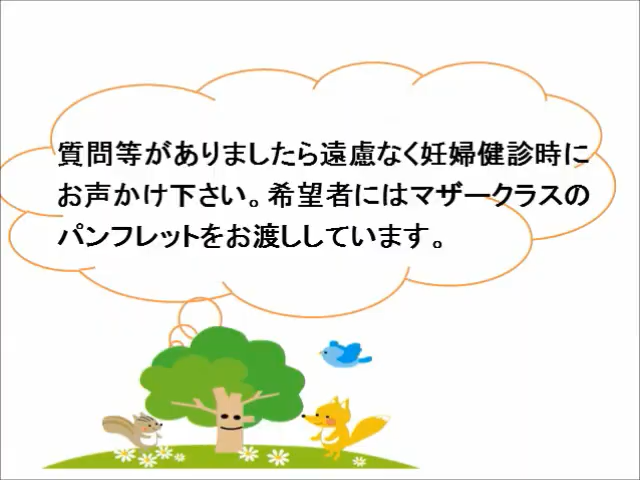 質問等がありましたら遠慮なく妊婦健診時に
お声かけ下さい。希望者にはマザークラスの
パンフレットをお渡ししています。